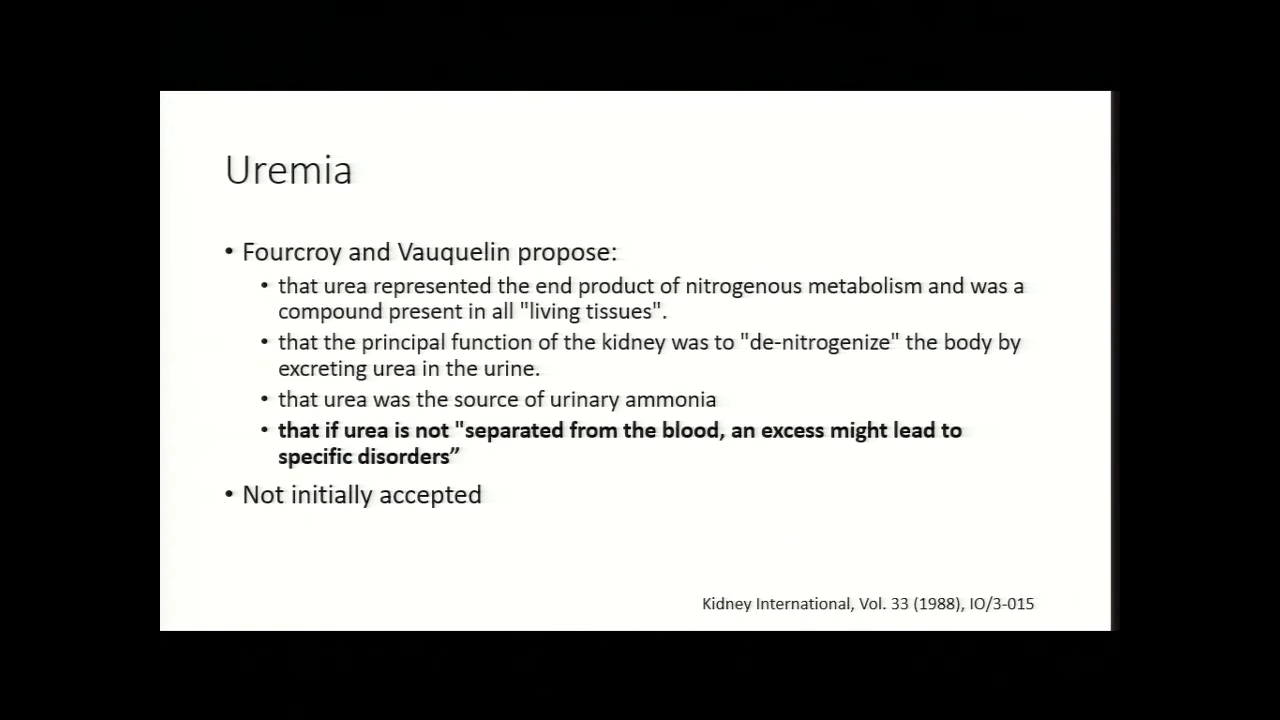 Uremia
• Fourcroy and Vauquelin propose:
• that urea represented the end product of nitrogenous metabolism and was a
compound present in all "living tissues".
• that the principal function of the kidney was to "de-nitrogenize" the body by
excreting urea in the urine.
• that urea was the source of urinary ammonia
• that if urea is not "separated from the blood, an excess might lead to
specific disorders”
• Not initially accepted
Kidney International, Vol. 33 (1988), IO/3-015